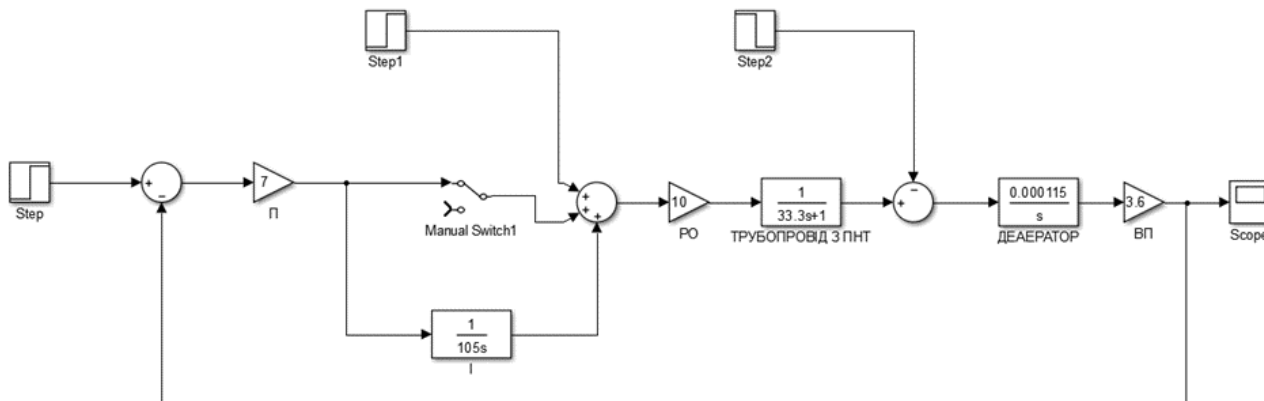 Step1
Step2
+
+
+
−
+
−
Step
7
П
Manual Switch1
+
10
РО
1
33.3s+1
ТРУБОПРОВІД З ПНТ
+
−
0.000115
s
ДЕАЕРАТОР
3.6
ВП
Scope
1
105s
І